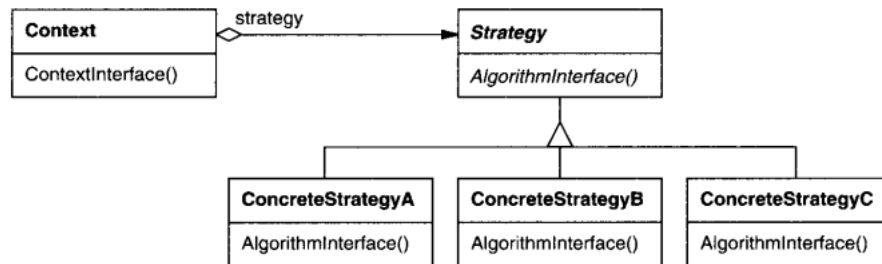 strategy
Context
Strategy
ContextInterface()
AlgorithmInterface()
ConcreteStrategyA
ConcreteStrategyB
ConcreteStrategyC
AlgorithmInterface()
AlgorithmInterface()
AlgorithmInterface()